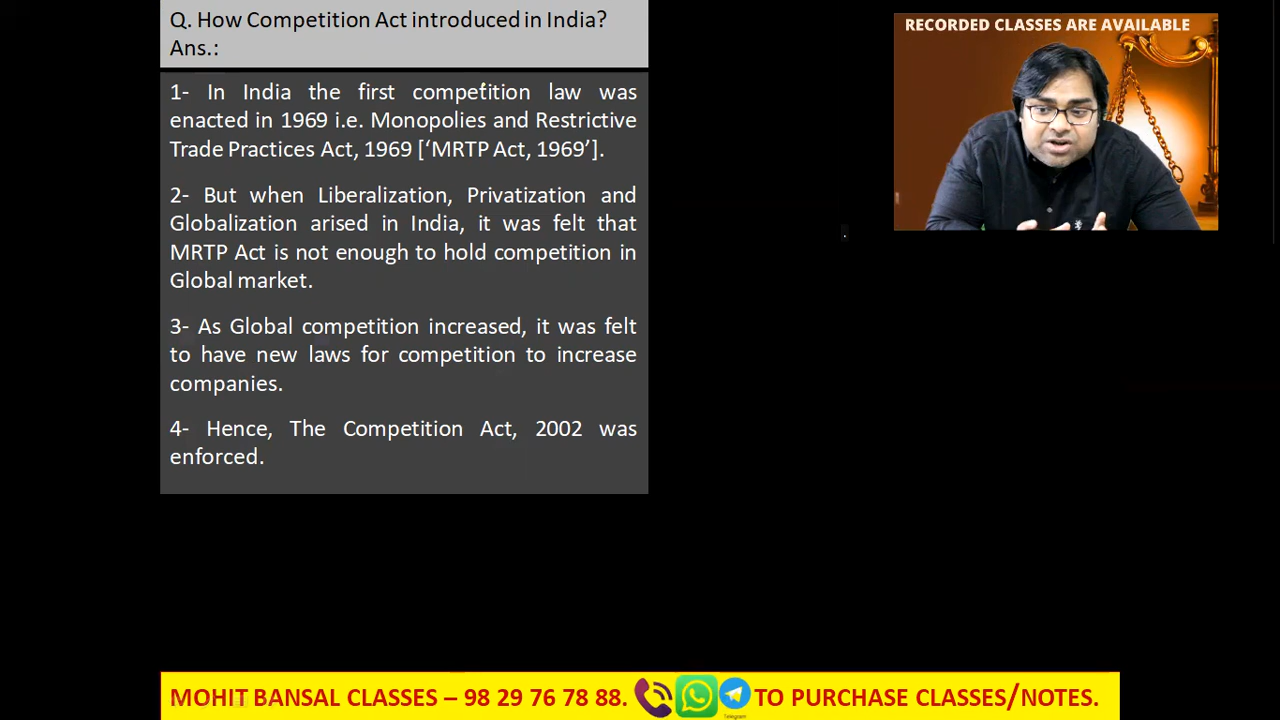 Q. How Competition Act introduced in India?
Ans.:
1- In India the first competition law was
enacted in 1969 i.e. Monopolies and Restrictive
Trade Practices Act, 1969 [‘MRTP Act, 1969’].
2- But when Liberalization, Privatization and
Globalization arised in India, it was felt that
MRTP Act is not enough to hold competition in
Global market.
3- As Global competition increased, it was felt
to have new laws for competition to increase
companies.
4- Hence, The Competition Act, 2002 was
enforced.
RECORDED CLASSES ARE AVAILABLE
MOHIT BANSAL CLASSES – 98 29 76 78 88. TO PURCHASE CLASSES/NOTES.
Telegram